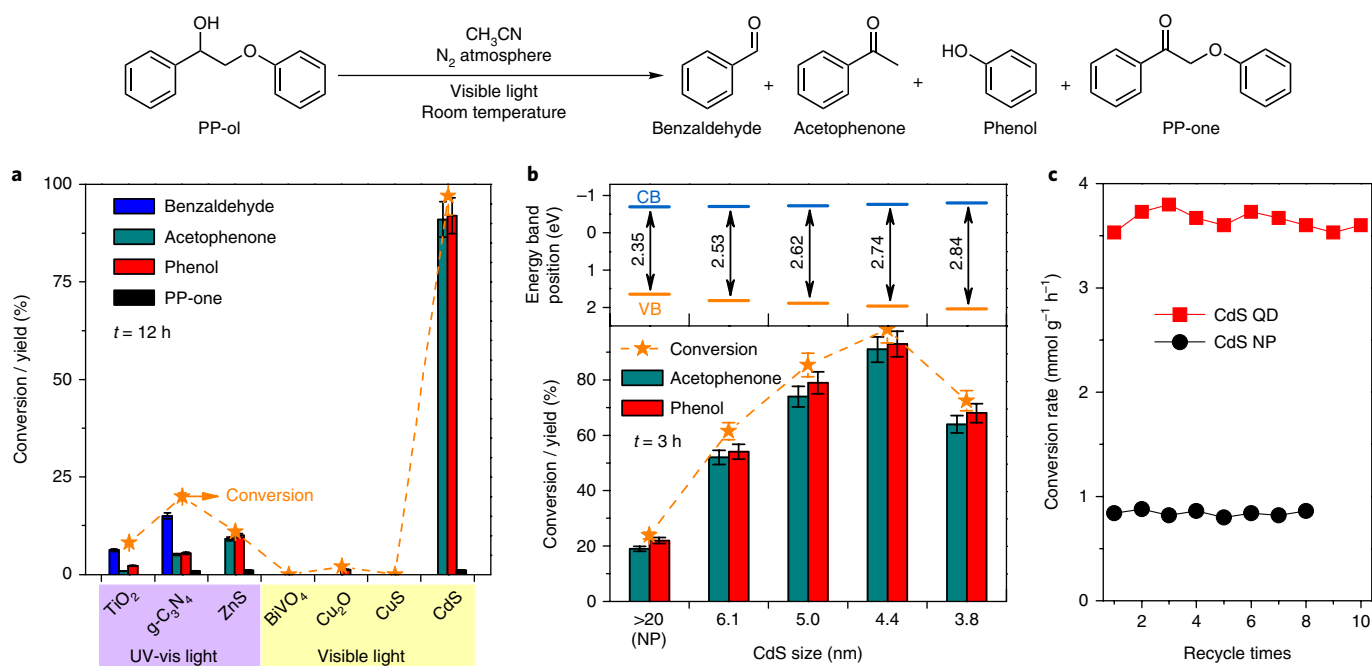 OH
O
PP-ol
CH₃CN
N₂ atmosphere
Visible light
Room temperature
O
Benzaldehyde
+
O
Acetophenone
+
HO
Phenol
+
O
O
PP-one
a
100
75
50
25
0
Conversion / yield (%)
Benzaldehyde
Acetophenone
Phenol
PP-one
t = 12 h
Conversion
TiO₂
g-C₃N₄
ZnS
BiVO₄
Cu₂O
CuS
CdS
UV-vis light
Visible light
b
Energy band
position (eV)
−1
0
1
2
CB
2.35
2.53
2.62
2.74
2.84
VB
Conversion / yield (%)
80
60
40
20
0
Conversion
Acetophenone
Phenol
t = 3 h
>20
(NP)
6.1
5.0
4.4
3.8
CdS size (nm)
c
Conversion rate (mmol g⁻¹ h⁻¹)
4
3
2
1
0
CdS QD
CdS NP
2
4
6
8
10
Recycle times